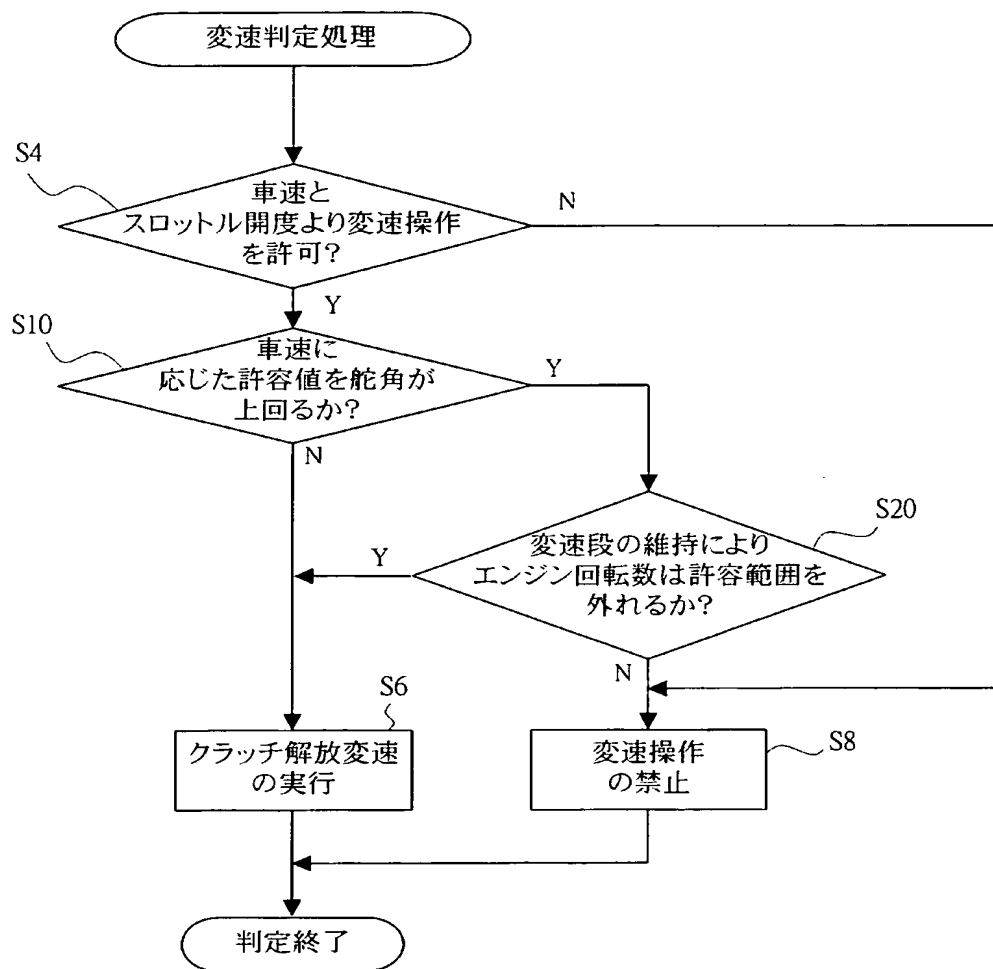 変速判定処理
S4
車速と
スロットル開度より変速操作
を許可？
N
Y
S10
車速に
応じた許容値を舵角が
上回るか？
Y
N
S20
変速段の維持により
エンジン回転数は許容範囲を
外れるか？
Y
N
S6
クラッチ解放変速
の実行
S8
変速操作
の禁止
判定終了